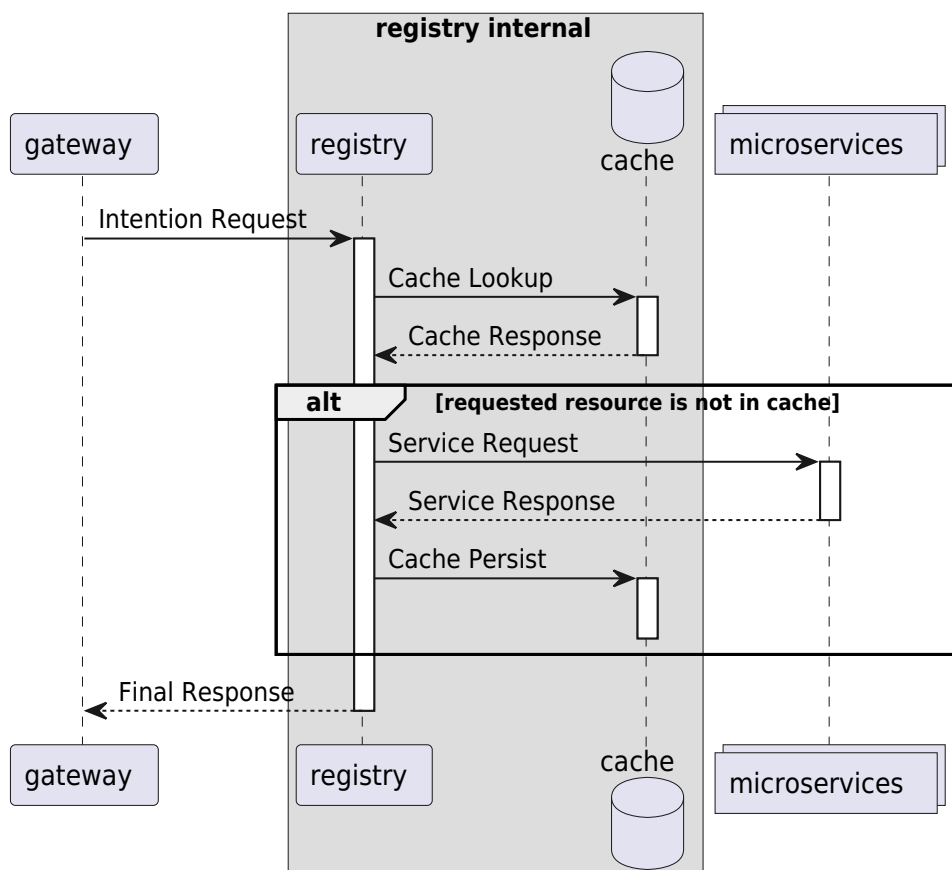 registry internal
gateway
registry
cache
microservices
Intention Request
Cache Lookup
Cache Response
alt
[requested resource is not in cache]
Service Request
Service Response
Cache Persist
Final Response
gateway
registry
cache
microservices